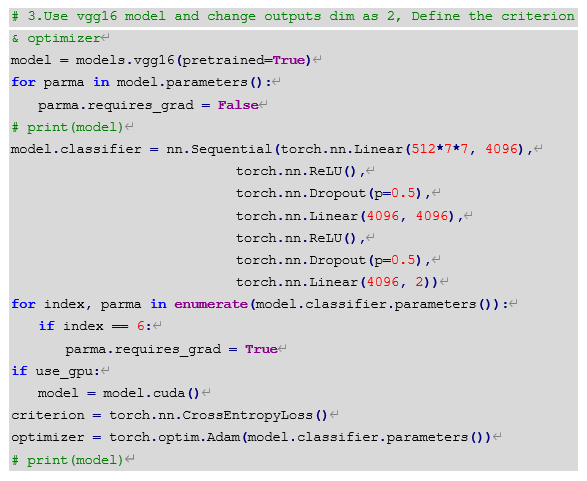 # 3.Use vgg16 model and change outputs dim as 2, Define the criterion
& optimizer↵
model = models.vgg16(pretrained=True)↵
for parma in model.parameters():↵
    parma.requires_grad = False↵
# print(model)↵
model.classifier = nn.Sequential(torch.nn.Linear(512*7*7, 4096),↵
                                 torch.nn.ReLU(),↵
                                 torch.nn.Dropout(p=0.5),↵
                                 torch.nn.Linear(4096, 4096),↵
                                 torch.nn.ReLU(),↵
                                 torch.nn.Dropout(p=0.5),↵
                                 torch.nn.Linear(4096, 2))↵
for index, parma in enumerate(model.classifier.parameters()):↵
    if index == 6:↵
        parma.requires_grad = True↵
if use_gpu:↵
    model = model.cuda()↵
criterion = torch.nn.CrossEntropyLoss()↵
optimizer = torch.optim.Adam(model.classifier.parameters())↵
# print(model)↵